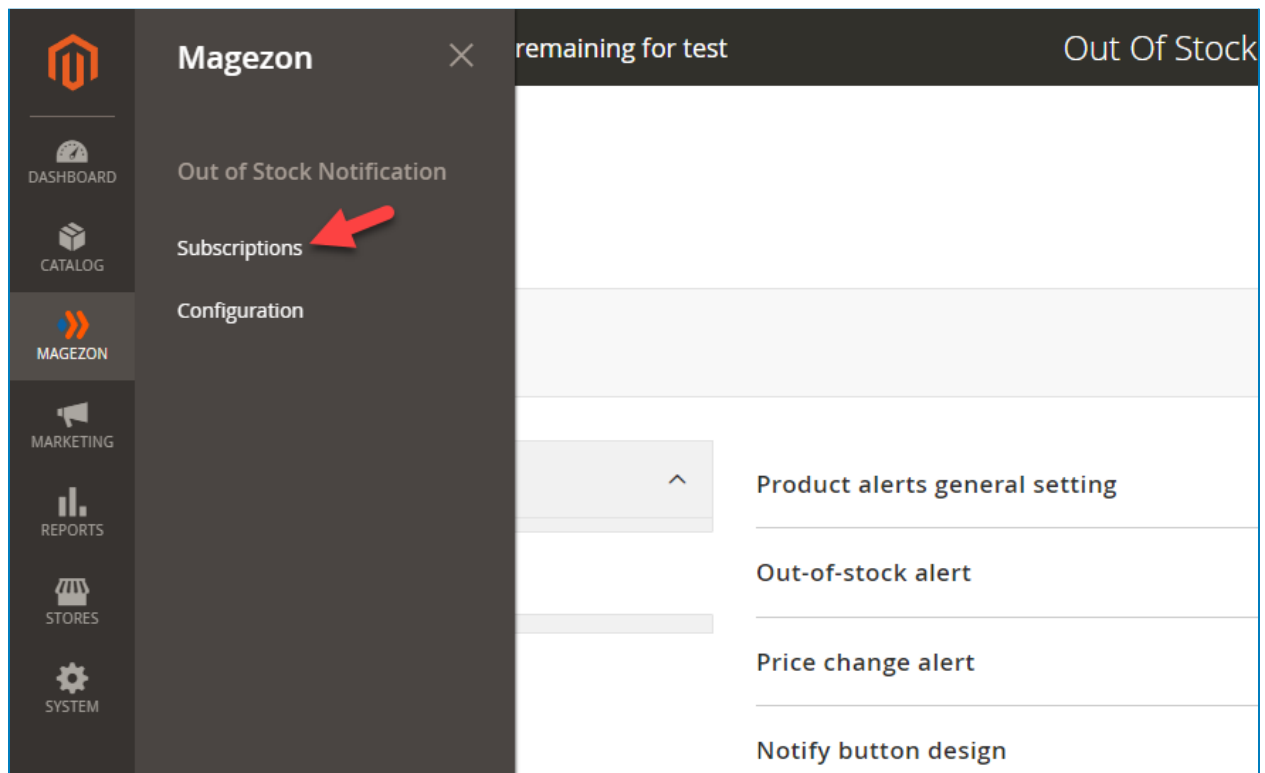 Magezon
remaining for test
Out Of Stock
DASHBOARD
CATALOG
MAGEZON
MARKETING
REPORTS
STORES
SYSTEM
Out of Stock Notification
Subscriptions
Configuration
Product alerts general setting
Out-of-stock alert
Price change alert
Notify button design